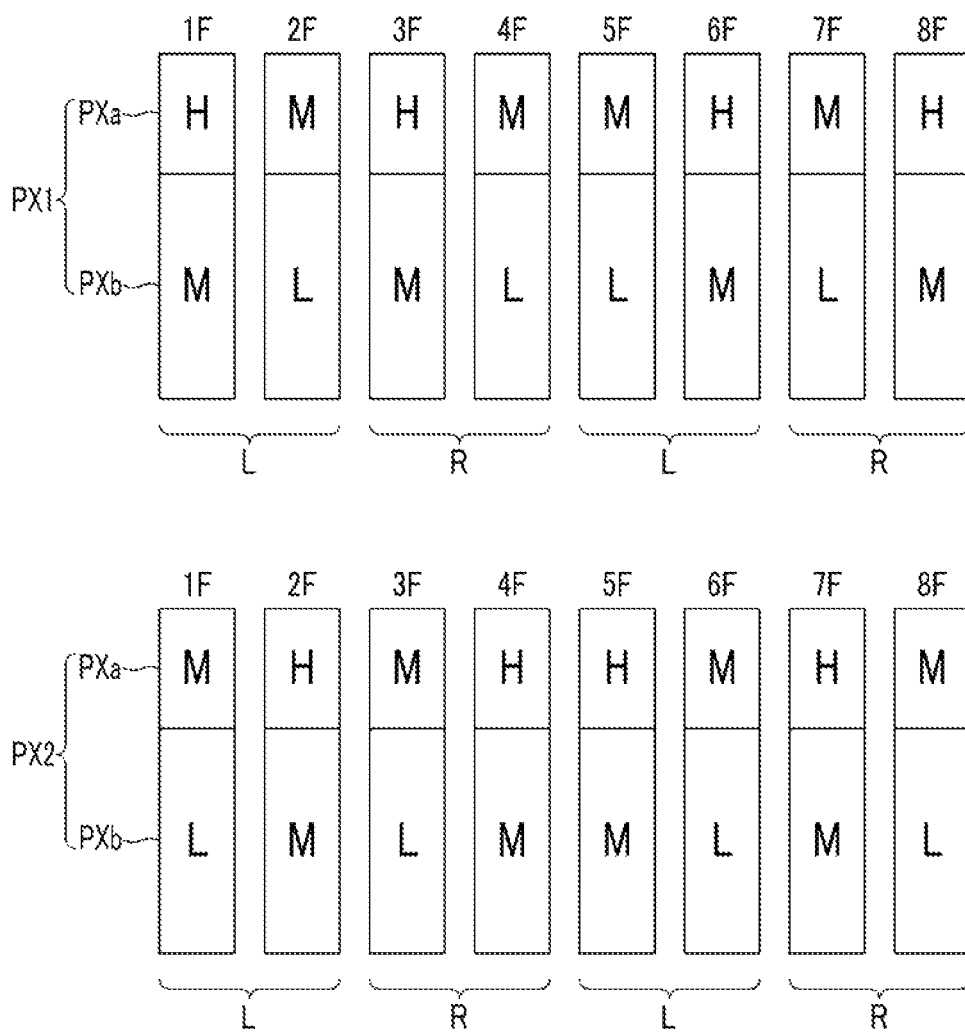 1F 2F 3F 4F 5F 6F 7F 8F
PXa H M H M M H M H
PX1
PXb M L M L L M L M
L R L R
1F 2F 3F 4F 5F 6F 7F 8F
PXa M H M H H M H M
PX2
PXb L M L M M L M L
L R L R